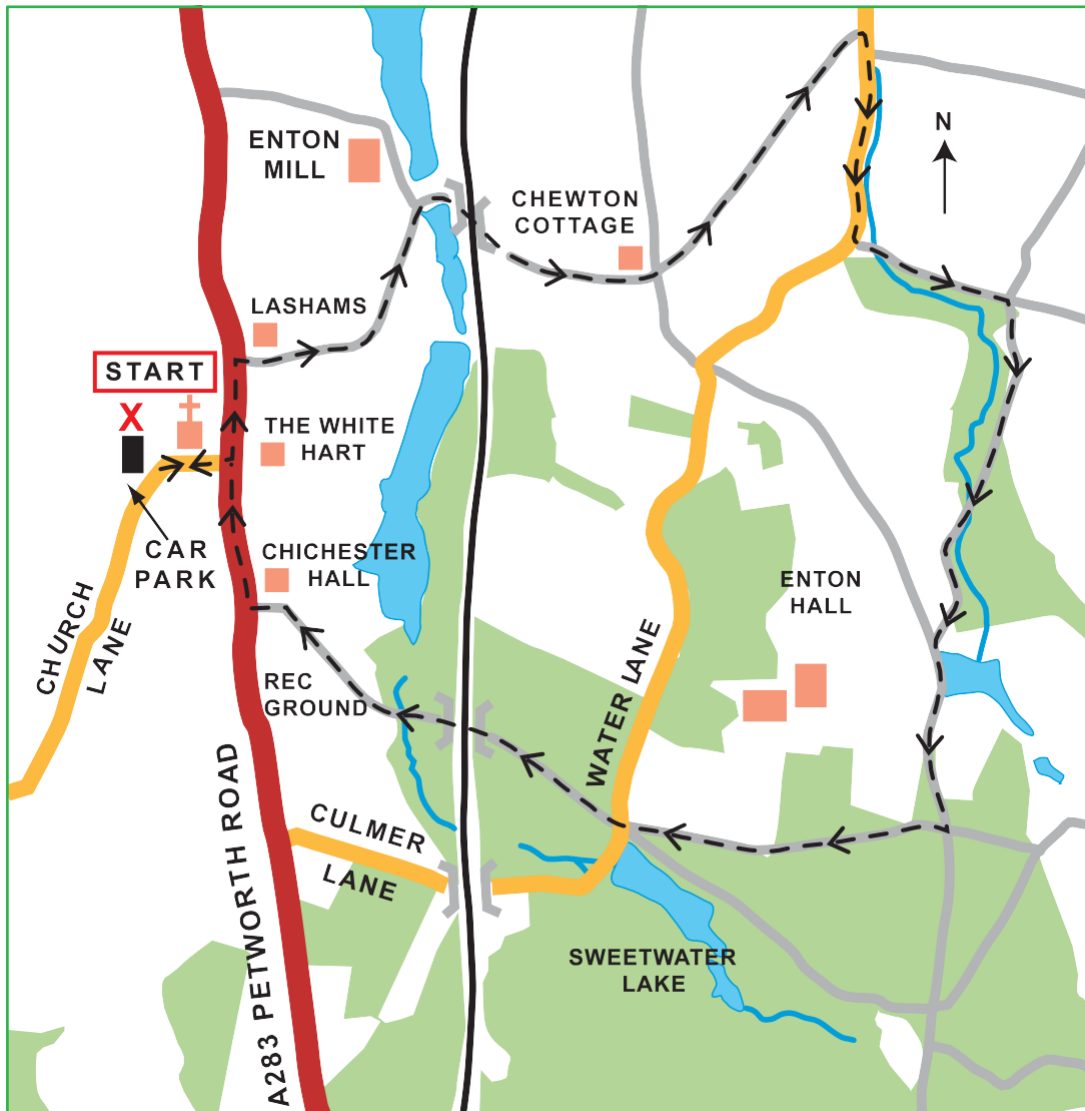 ENTON
MILL
N
CHEWTON
COTTAGE
LASHAMS
START
X
THE WHITE
HART
CAR
PARK
CHICHESTER
HALL
ENTON
HALL
CHURCH
LANE
REC
GROUND
WATER LANE
CULMER
LANE
A283 PETWORTH ROAD
SWEETWATER
LAKE